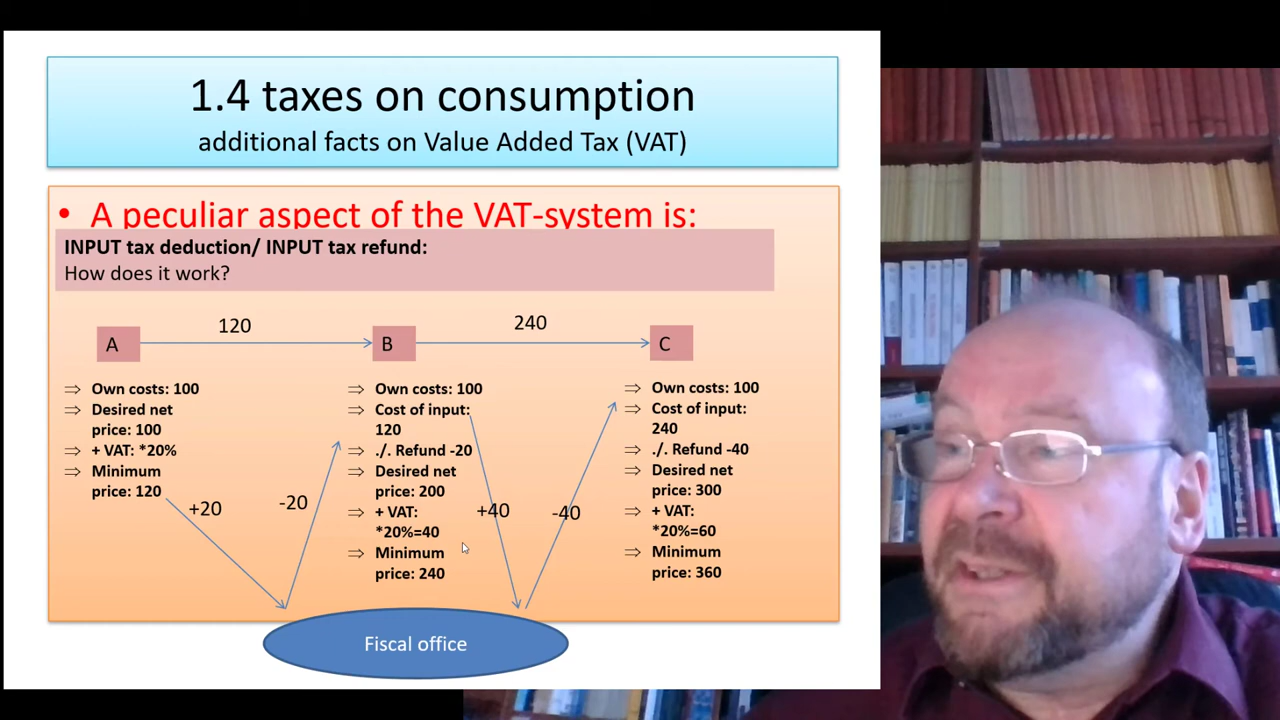 1.4 taxes on consumption
additional facts on Value Added Tax (VAT)
• A peculiar aspect of the VAT-system is:
INPUT tax deduction/ INPUT tax refund:
How does it work?
120
240
A
B
C
⇒ Own costs: 100
⇒ Desired net
price: 100
⇒ + VAT: *20%
⇒ Minimum
price: 120
⇒ Own costs: 100
⇒ Cost of input:
120
⇒ ./. Refund -20
⇒ Desired net
price: 200
⇒ + VAT:
*20%=40
⇒ Minimum
price: 240
⇒ Own costs: 100
⇒ Cost of input:
240
⇒ ./. Refund -40
⇒ Desired net
price: 300
⇒ + VAT:
*20%=60
⇒ Minimum
price: 360
+20
-20
+40
-40
Fiscal office